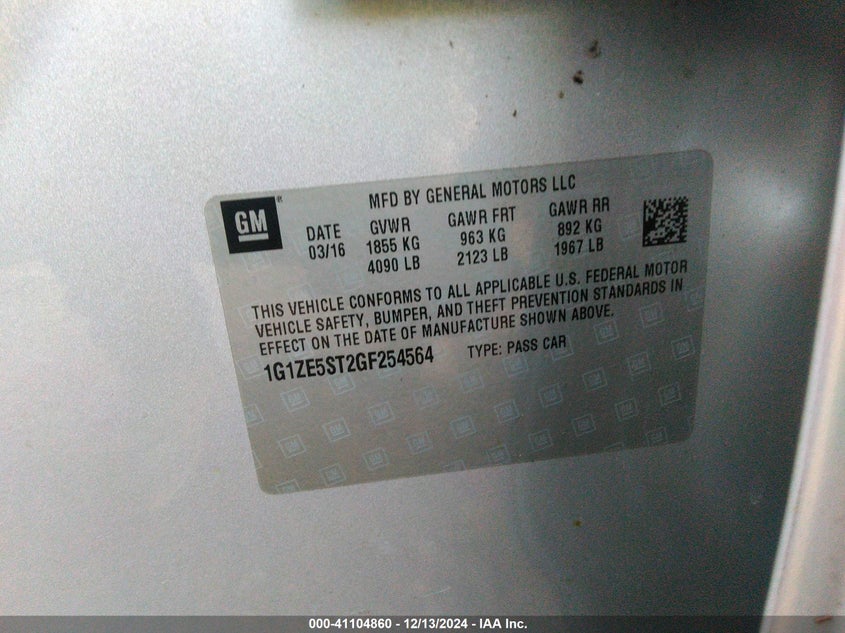 GM
MFD BY GENERAL MOTORS LLC
DATE GVWR GAWR FRT GAWR RR
03/16 1855 KG 963 KG 892 KG
4090 LB 2123 LB 1967 LB
THIS VEHICLE CONFORMS TO ALL APPLICABLE U.S. FEDERAL MOTOR
VEHICLE SAFETY, BUMPER, AND THEFT PREVENTION STANDARDS IN
EFFECT ON THE DATE OF MANUFACTURE SHOWN ABOVE.
1G1ZE5ST2GF254564 TYPE: PASS CAR
000-41104860 - 12/13/2024 - IAA Inc.